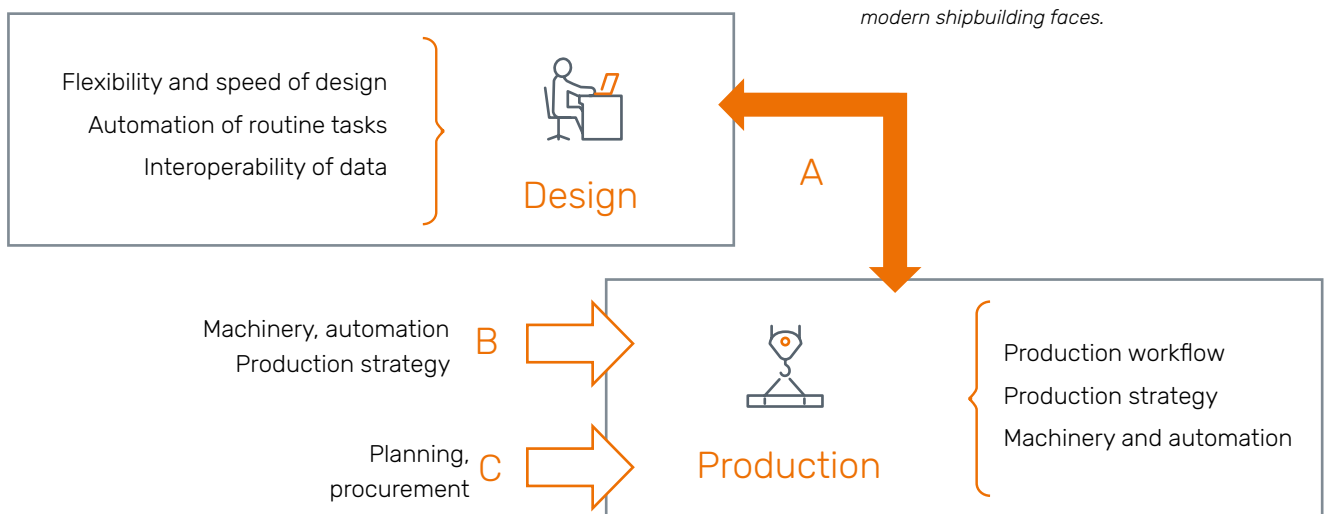 modern shipbuilding faces.
Flexibility and speed of design
Automation of routine tasks
Interoperability of data
Design
A
Machinery, automation
Production strategy
B
Planning,
procurement
C
Production
Production workflow
Production strategy
Machinery and automation